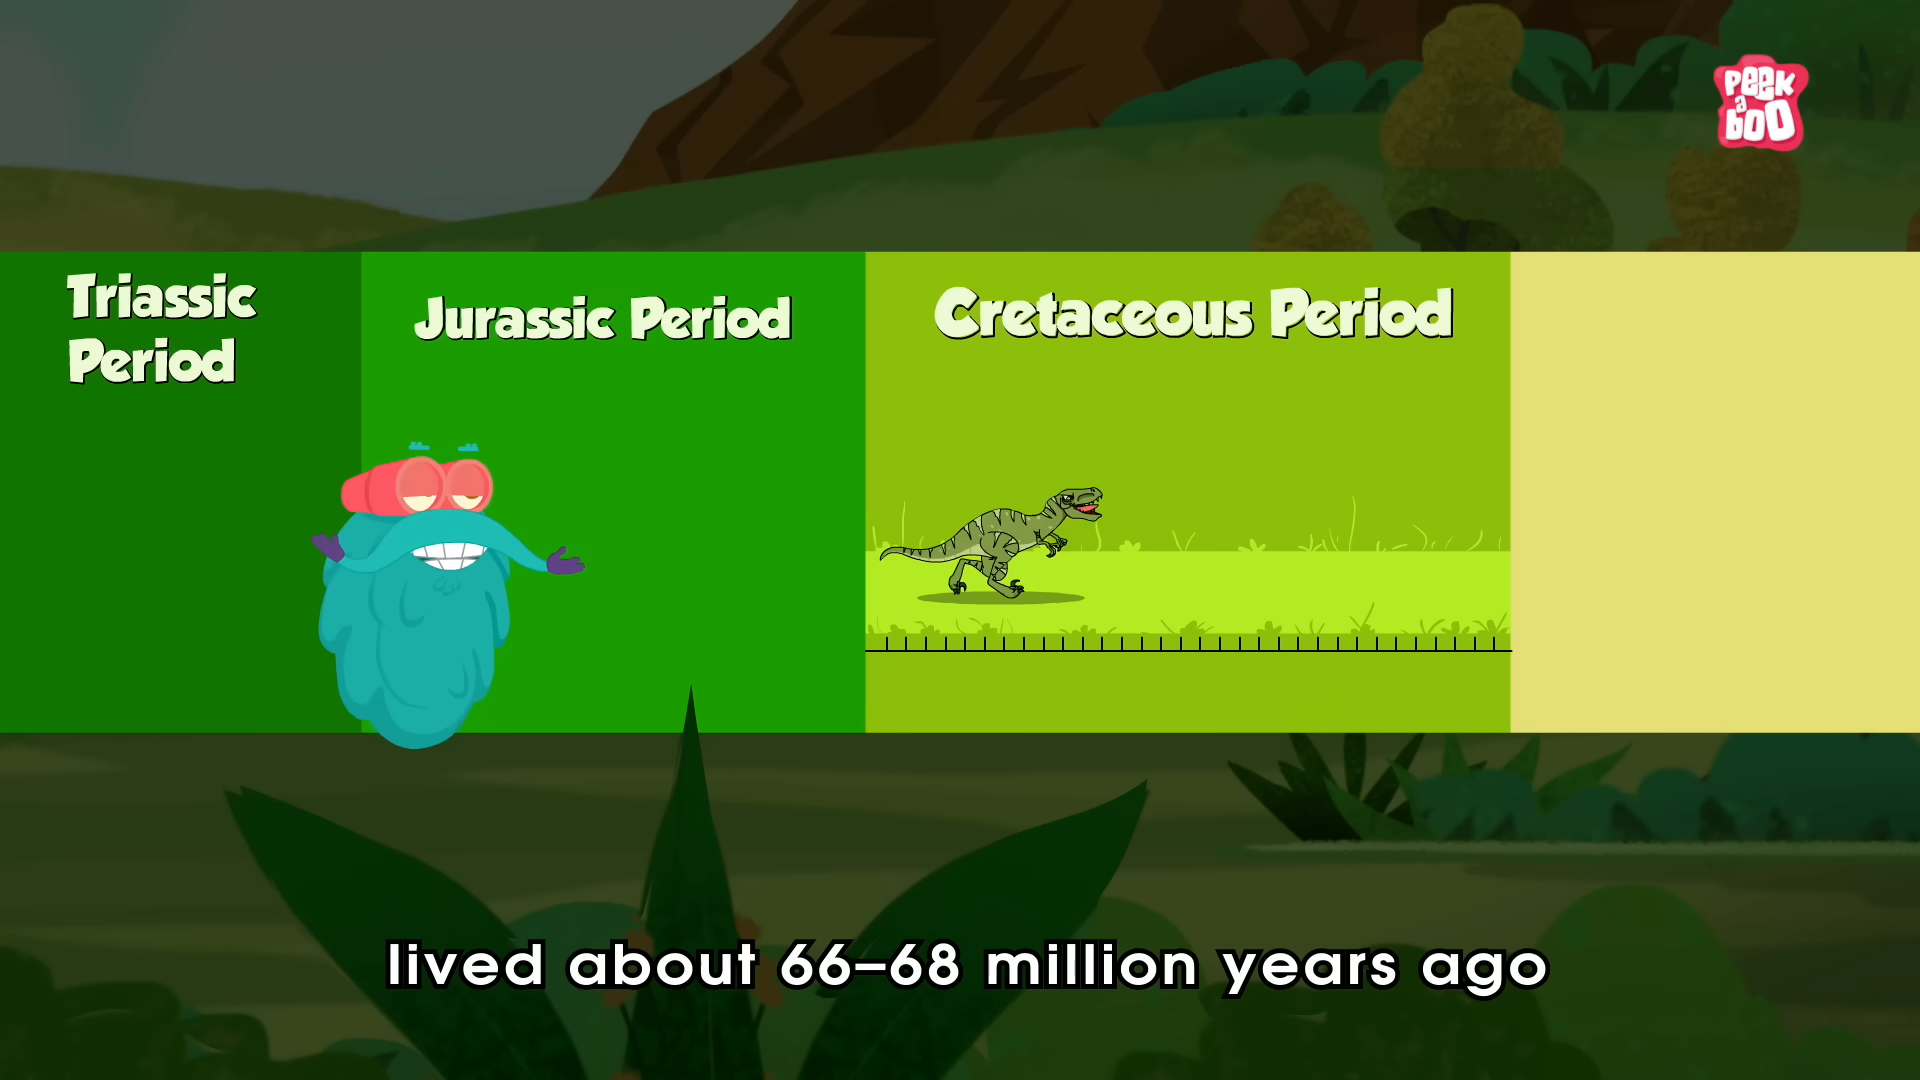 Peek
a
boo
Triassic
Period
Jurassic Period
Cretaceous Period
lived about 66–68 million years ago